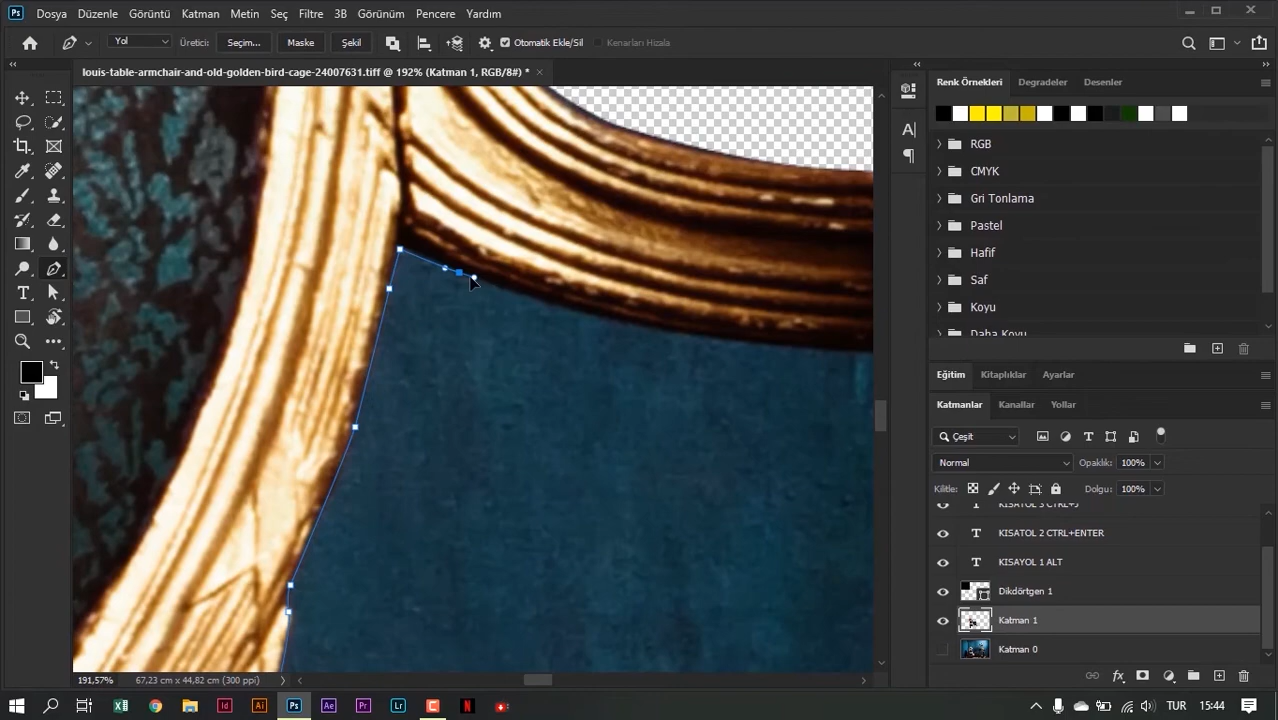 Dosya Düzenle Görüntü Katman Metin Seç Filtre 3B Görünüm Pencere Yardım
Yol Üretici: Seçim... Maske Şekil Otomatik Ekle/Sil Kenarları Hizala
louis-table-armchair-and-old-golden-bird-cage-24007631.tiff @ 192% (Katman 1, RGB/8#) *
Renk Örnekleri Degradeler Desenler
RGB
CMYK
Gri Tonlama
Pastel
Hafif
Saf
Koyu
Daha Koyu
Eğitim Kitaplıklar Ayarlar
Katmanlar Kanallar Yollar
Çeşit
Normal Opaklık: 100%
Kilitle: Dolgu: 100%
KISATOL 3 CTRL+J
KISATOL 2 CTRL+ENTER
KISAYOL 1 ALT
Dikdörtgen 1
Katman 1
Katman 0
191,57% 67,23 cm x 44,82 cm (300 ppi)
TUR 15:44